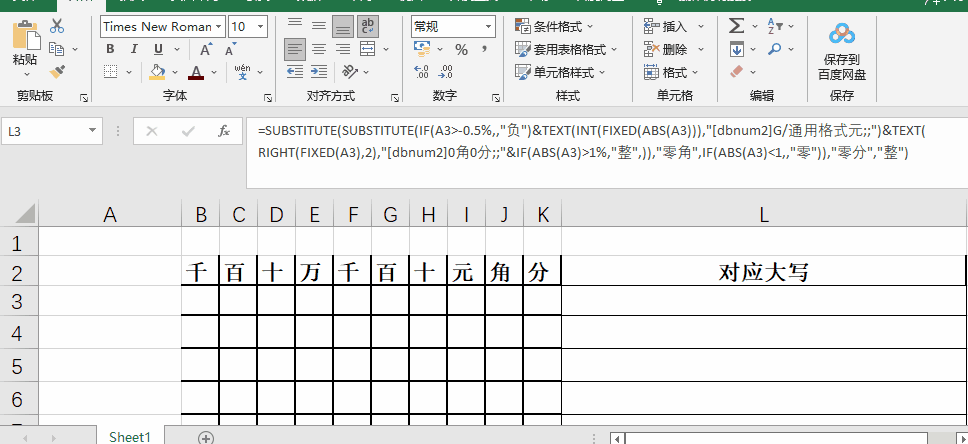 Times New Roman 10 ab 常规
粘贴 B I U A A 条件格式 插入 删除 格式 套用表格格式 单元格样式 保存到
百度网盘
wén
文
% ,
.00
剪贴板 字体 对齐方式 数字 样式 单元格 编辑 保存
L3 fx =SUBSTITUTE(SUBSTITUTE(IF(A3>-0.5%,,"负")&TEXT(INT(FIXED(ABS(A3))),"[dbnum2]G/通用格式元;;")&TEXT(
RIGHT(FIXED(A3),2),"[dbnum2]0角0分;;"&IF(ABS(A3)>1%,"整",)),"零角",IF(ABS(A3)<1,,"零")),"零分","整")
A B C D E F G H I J K L
1
2 千 百 十 万 千 百 十 元 角 分 对应大写
3
4
5
6
Sheet1